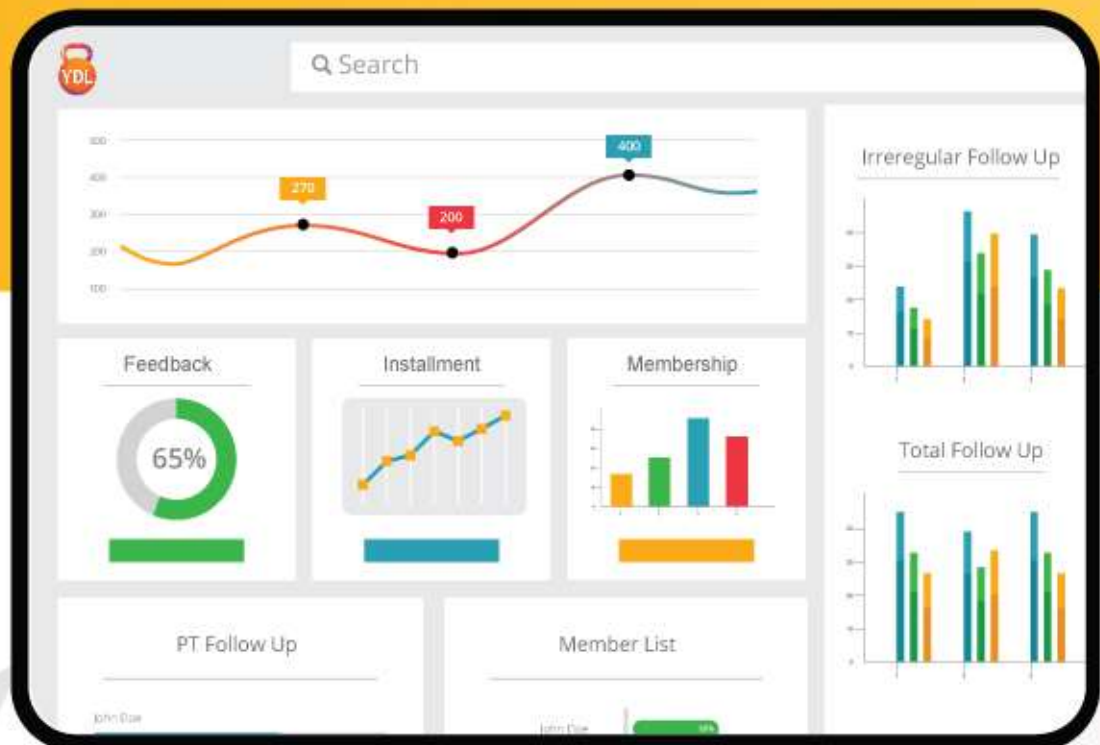 YDL
Search
500
400
300
200
100
270
200
400
Irreregular Follow Up
Feedback
65%
Installment
Membership
Total Follow Up
PT Follow Up
Member List
John Doe
John Doe